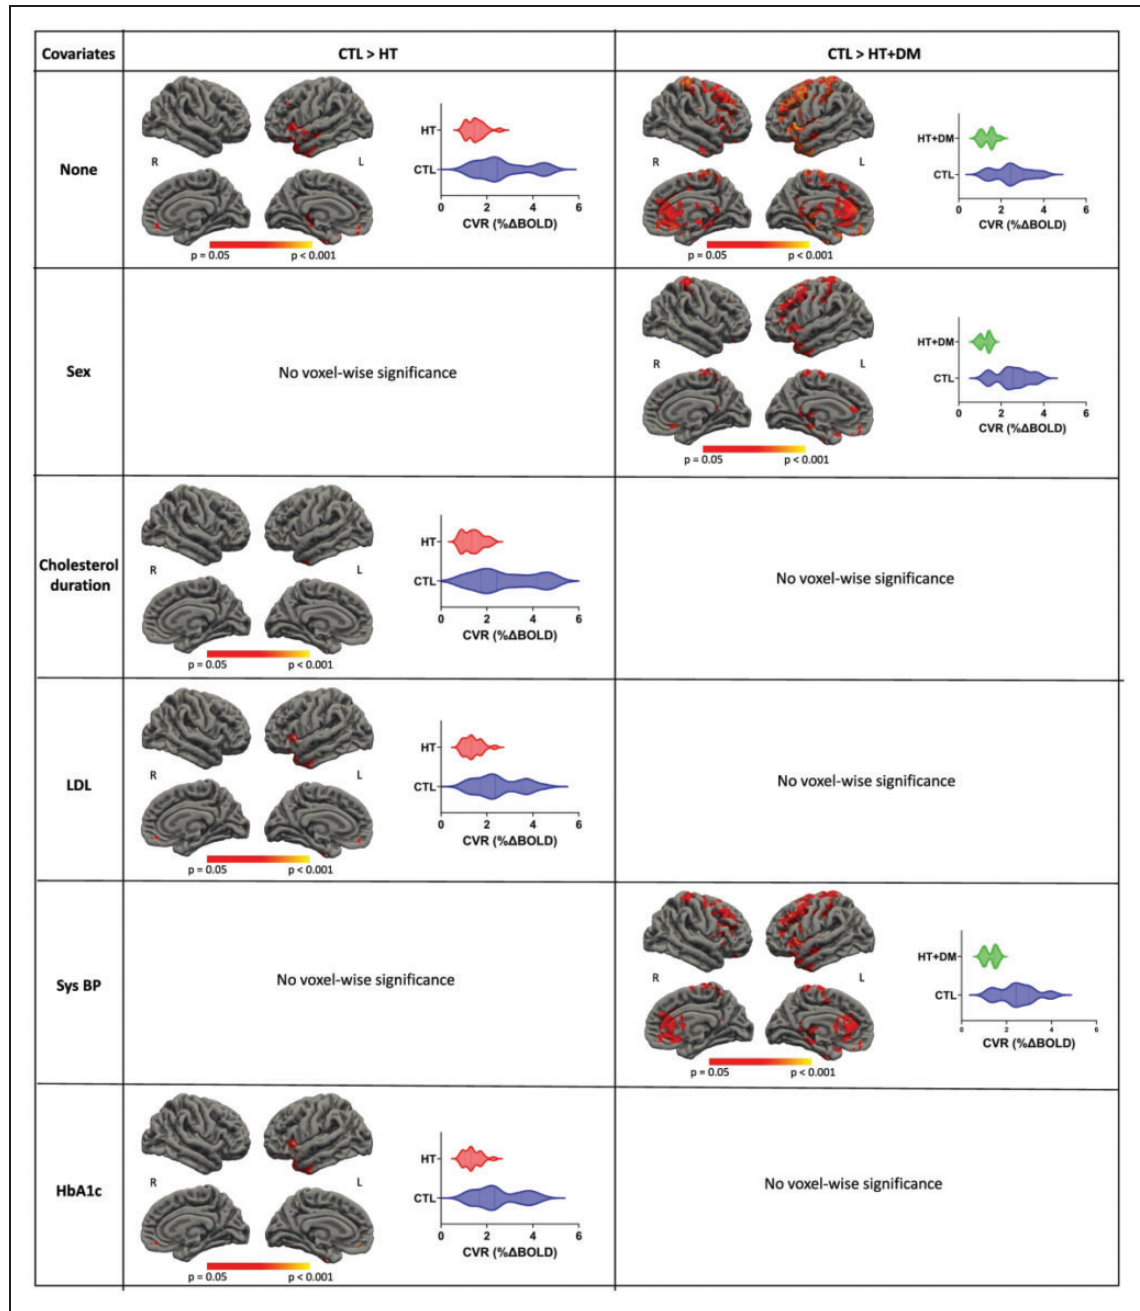 Covariates CTL > HT CTL > HT+DM
None
R L
p = 0.05 p < 0.001
HT
CTL
0 2 4 6
CVR (%ΔBOLD)
R L
p = 0.05 p < 0.001
HT+DM
CTL
0 2 4 6
CVR (%ΔBOLD)
Sex
No voxel-wise significance
R L
p = 0.05 p < 0.001
HT+DM
CTL
0 2 4 6
CVR (%ΔBOLD)
Cholesterol
duration
R L
p = 0.05 p < 0.001
HT
CTL
0 2 4 6
CVR (%ΔBOLD)
No voxel-wise significance
LDL
R L
p = 0.05 p < 0.001
HT
CTL
0 2 4 6
CVR (%ΔBOLD)
No voxel-wise significance
Sys BP
No voxel-wise significance
R L
p = 0.05 p < 0.001
HT+DM
CTL
0 2 4 6
CVR (%ΔBOLD)
HbA1c
R L
p = 0.05 p < 0.001
HT
CTL
0 2 4 6
CVR (%ΔBOLD)
No voxel-wise significance